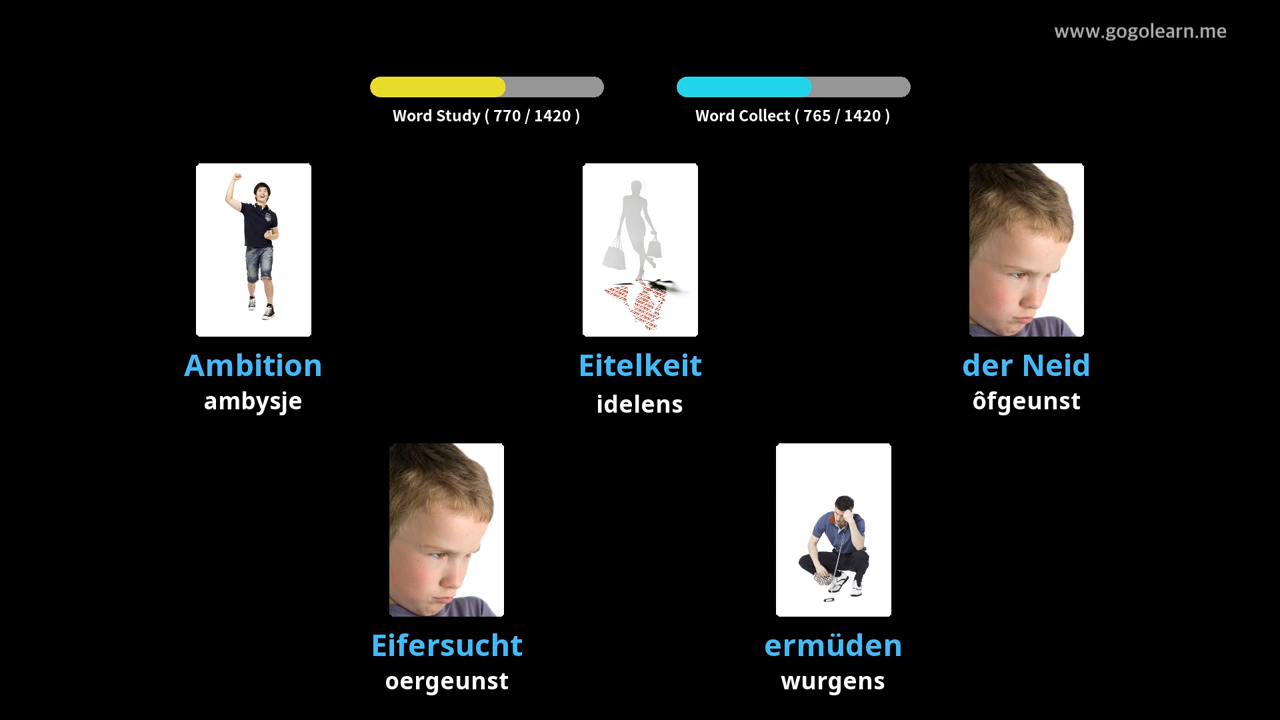 www.gogolearn.me
Word Study ( 770 / 1420 )
Word Collect ( 765 / 1420 )
Ambition
ambysje
Eitelkeit
idelens
der Neid
ôfgeunst
Eifersucht
oergeunst
ermüden
wurgens